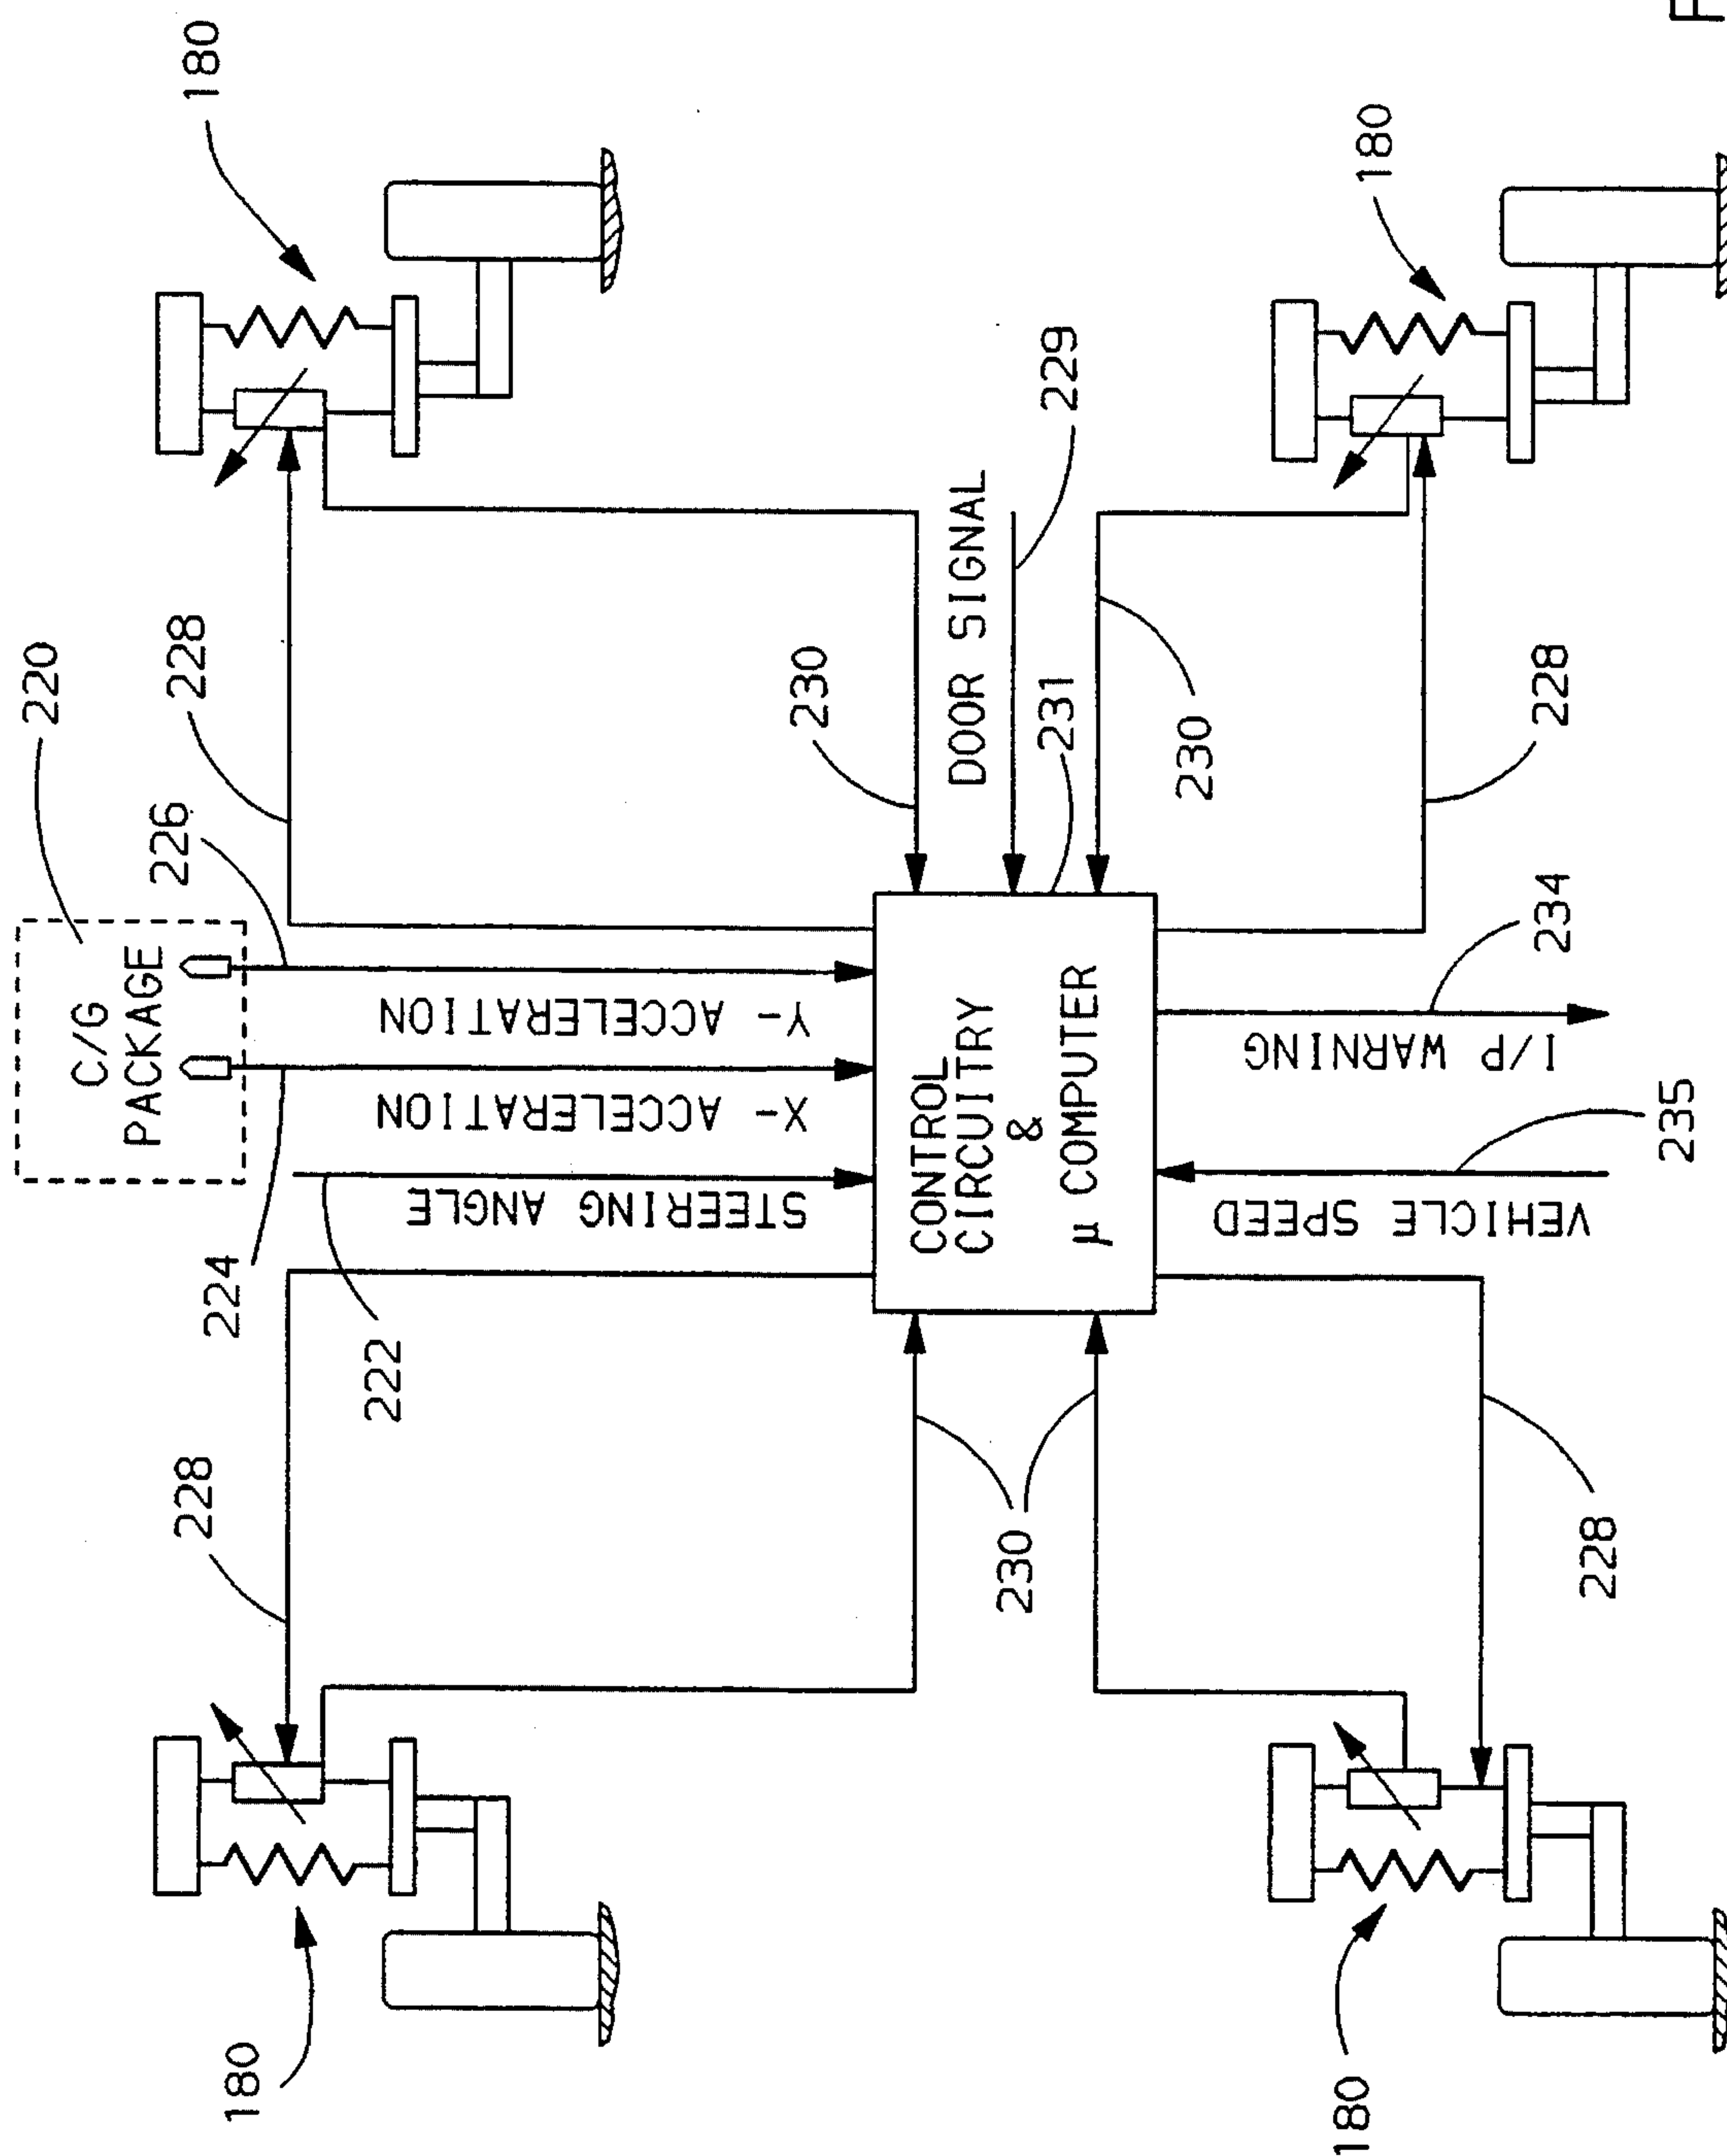 220
C/G
PACKAGE
180
228
226
224
222
228
180
STEERING ANGLE
X- ACCELERATION
Y- ACCELERATION
230
DOOR SIGNAL
229
231
CONTROL
CIRCUITRY
&
μ COMPUTER
230
230
VEHICLE SPEED
I/P WARNING
235
234
228
228
180
180